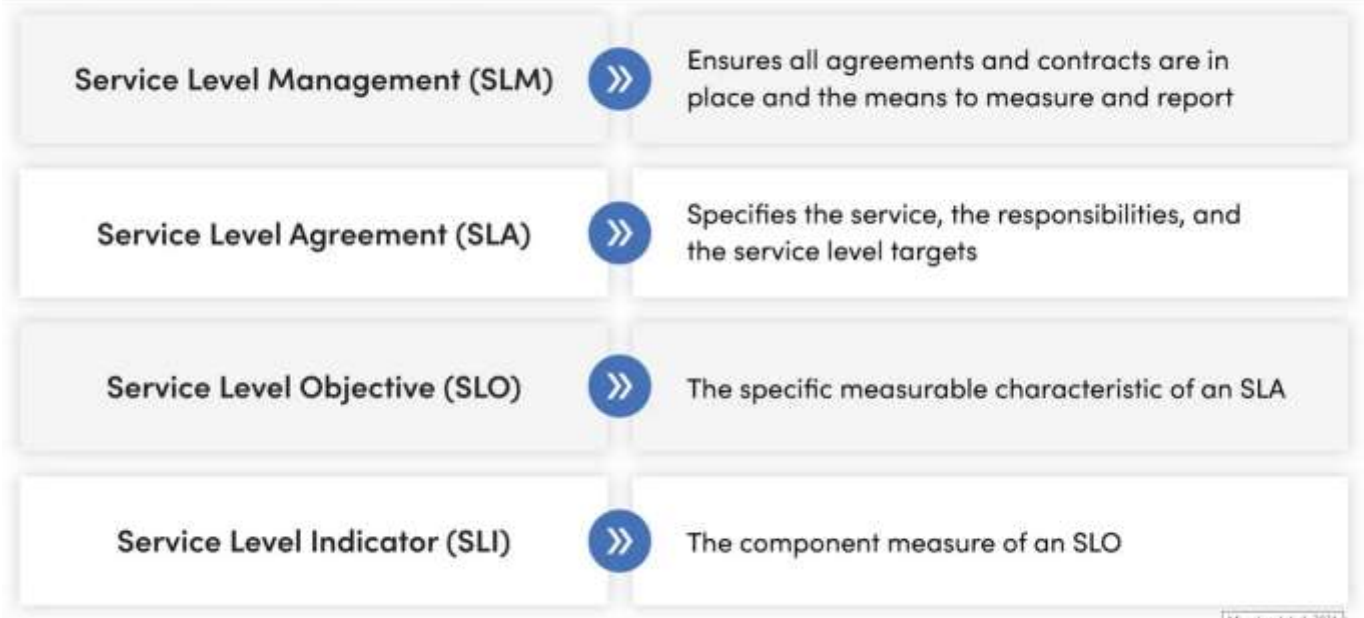 Service Level Management (SLM)
Ensures all agreements and contracts are in
place and the means to measure and report
Service Level Agreement (SLA)
Specifies the service, the responsibilities, and
the service level targets
Service Level Objective (SLO)
The specific measurable characteristic of an SLA
Service Level Indicator (SLI)
The component measure of an SLO